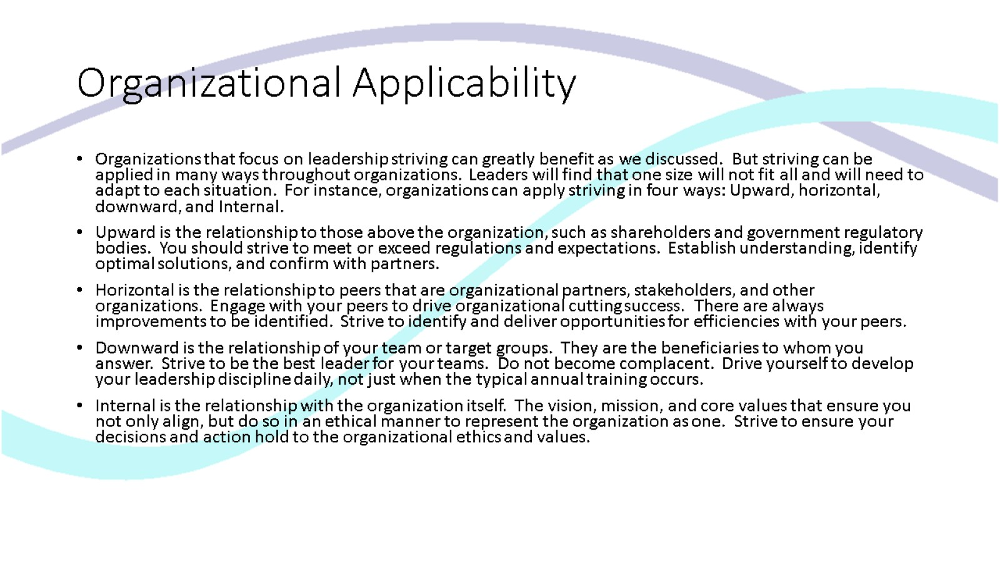 Organizational Applicability
• Organizations that focus on leadership striving can greatly benefit as we discussed.  But striving can be
applied in many ways throughout organizations.  Leaders will find that one size will not fit all and will need to
adapt to each situation.  For instance, organizations can apply striving in four ways: Upward, horizontal,
downward, and Internal.
• Upward is the relationship to those above the organization, such as shareholders and government regulatory
bodies.  You should strive to meet or exceed regulations and expectations.  Establish understanding, identify
optimal solutions, and confirm with partners.
• Horizontal is the relationship to peers that are organizational partners, stakeholders, and other
organizations.  Engage with your peers to drive organizational cutting success.  There are always
improvements to be identified.  Strive to identify and deliver opportunities for efficiencies with your peers.
• Downward is the relationship of your team or target groups.  They are the beneficiaries to whom you
answer.  Strive to be the best leader for your teams.  Do not become complacent.  Drive yourself to develop
your leadership discipline daily, not just when the typical annual training occurs.
• Internal is the relationship with the organization itself.  The vision, mission, and core values that ensure you
not only align, but do so in an ethical manner to represent the organization as one.  Strive to ensure your
decisions and action hold to the organizational ethics and values.